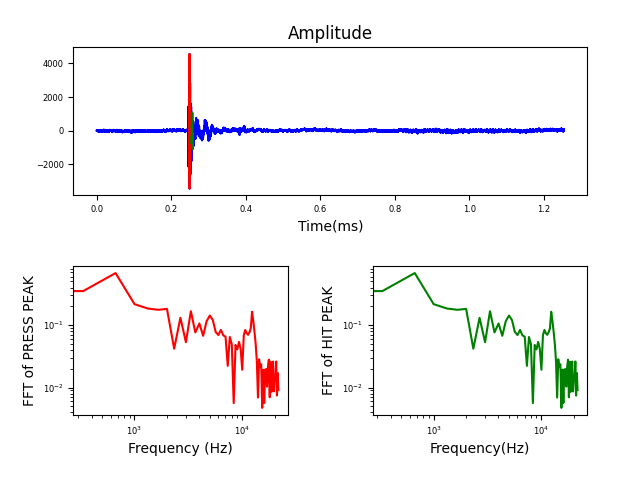 Amplitude
4000
2000
0
−2000
0.0 0.2 0.4 0.6 0.8 1.0 1.2
Time(ms)
FFT of PRESS PEAK
10⁻¹
10⁻²
10³ 10⁴
Frequency (Hz)
FFT of HIT PEAK
10⁻¹
10⁻²
10³ 10⁴
Frequency(Hz)